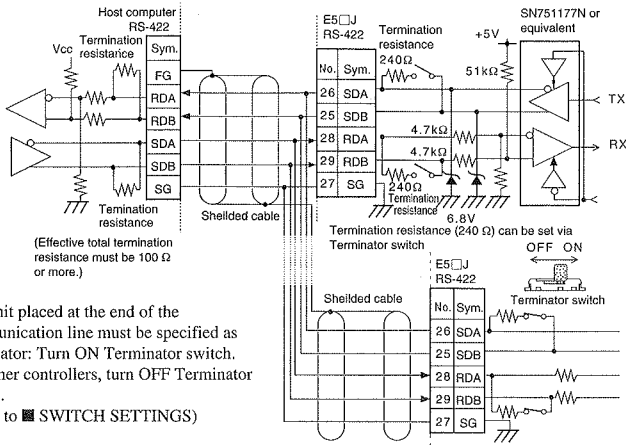 Host computer
RS-422
Termination
resistance
Vcc
Sym.
FG
RDA
RDB
SDA
SDB
SG
Temination
resistance
(Effective total termination
resistance must be 100 Ω
or more.)
Sheilded cable
E5□J
RS-422
No. Sym.
26 SDA
25 SDB
28 RDA
29 RDB
27 SG
Termination
resistance
240Ω
+5V
51kΩ
4.7kΩ
4.7kΩ
240Ω
Termination
resistance
6.8V
SN751177N or
equivalent
TX
RX
Termination resistance (240 Ω) can be set via
Terminator switch
OFF ON
Terminator switch
E5□J
RS-422
Sheilded cable
No. Sym.
26 SDA
25 SDB
28 RDA
29 RDB
27 SG
nit placed at the end of the
munication line must be specified as
ator: Turn ON Terminator switch.
her controllers, turn OFF Terminator
.
to ■ SWITCH SETTINGS)